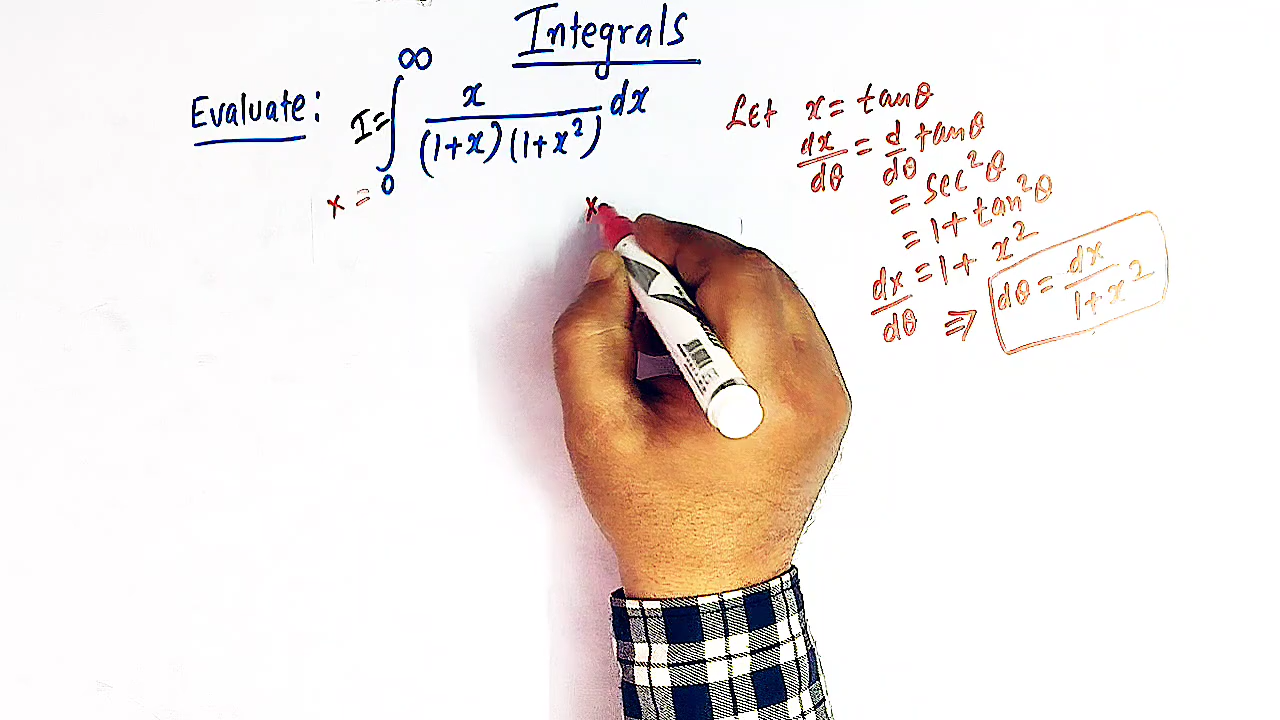 Integrals
Evaluate: I = ∫₀^∞ x / ((1+x)(1+x²)) dx
x =
x
Let x = tanθ
dx/dθ = d/dθ tanθ
= sec²θ
= 1 + tan²θ
dx/dθ = 1 + x²
⇒ dθ = dx/(1+x²)